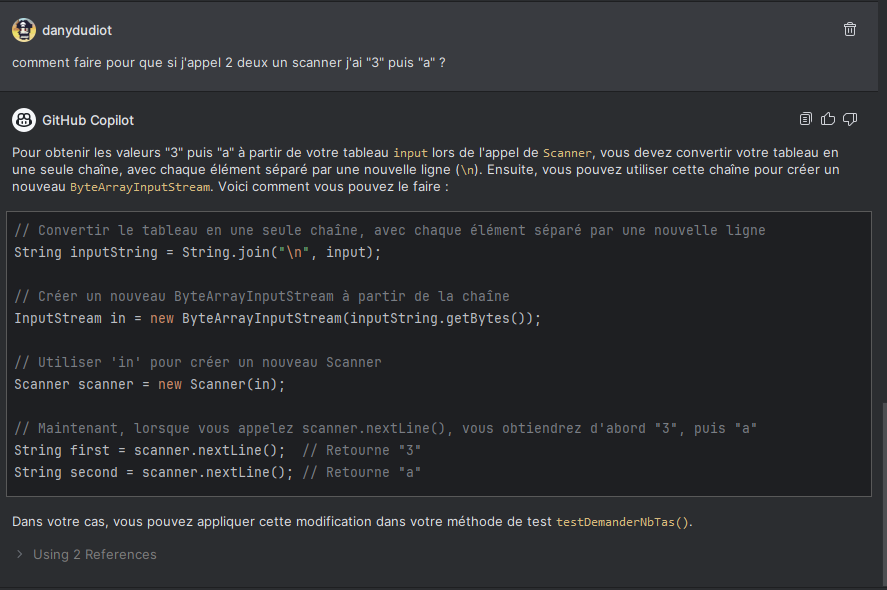 danydudiot
comment faire pour que si j'appel 2 deux un scanner j'ai "3" puis "a" ?
GitHub Copilot
Pour obtenir les valeurs "3" puis "a" à partir de votre tableau input lors de l'appel de Scanner, vous devez convertir votre tableau en
une seule chaîne, avec chaque élément séparé par une nouvelle ligne (\n). Ensuite, vous pouvez utiliser cette chaîne pour créer un
nouveau ByteArrayInputStream. Voici comment vous pouvez le faire :
// Convertir le tableau en une seule chaîne, avec chaque élément séparé par une nouvelle ligne
String inputString = String.join("\n", input);
// Créer un nouveau ByteArrayInputStream à partir de la chaîne
InputStream in = new ByteArrayInputStream(inputString.getBytes());
// Utiliser 'in' pour créer un nouveau Scanner
Scanner scanner = new Scanner(in);
// Maintenant, lorsque vous appelez scanner.nextLine(), vous obtiendrez d'abord "3", puis "a"
String first = scanner.nextLine();  // Retourne "3"
String second = scanner.nextLine(); // Retourne "a"
Dans votre cas, vous pouvez appliquer cette modification dans votre méthode de test testDemanderNbTas().
Using 2 References